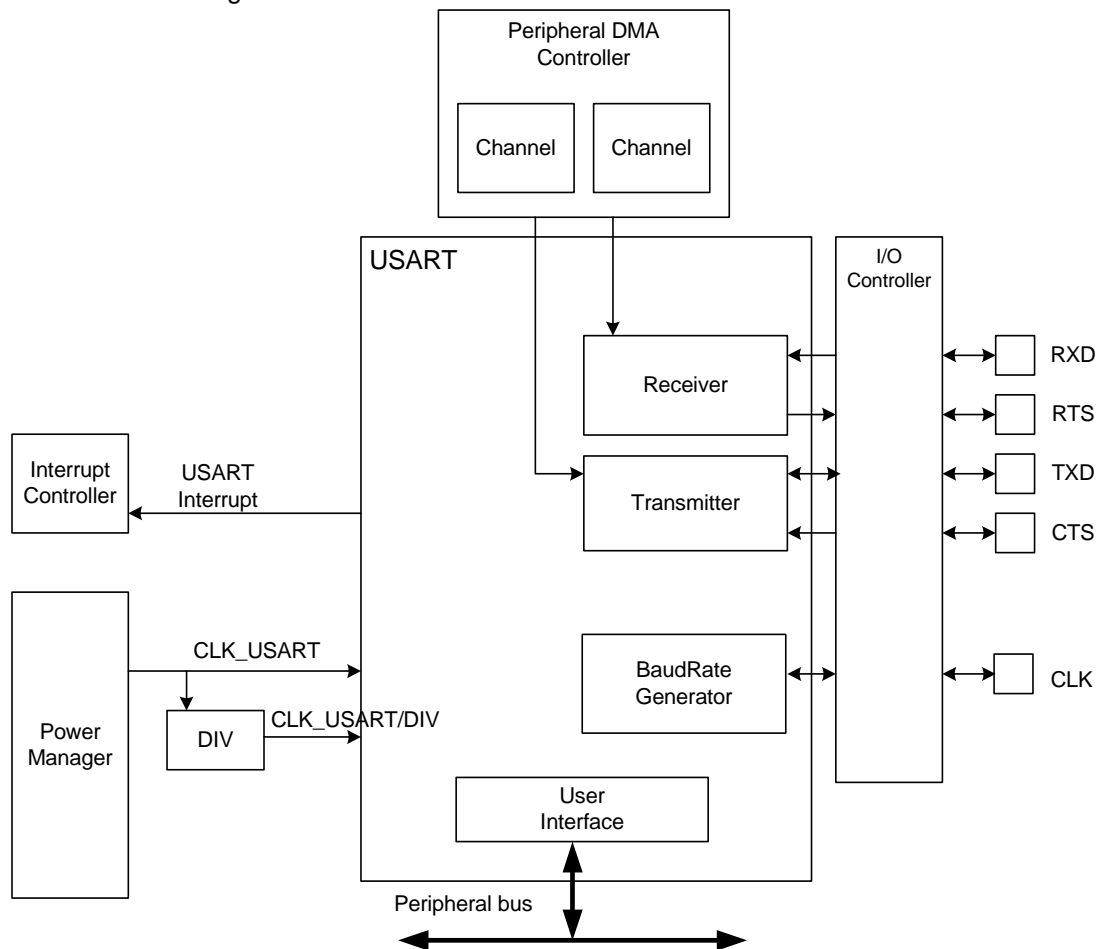 Peripheral DMA
Controller
Channel
Channel
USART
I/O
Controller
Receiver
RXD
RTS
Interrupt
Controller
USART
Interrupt
Transmitter
TXD
CTS
CLK_USART
BaudRate
Generator
CLK
Power
Manager
DIV
CLK_USART/DIV
User
Interface
Peripheral bus